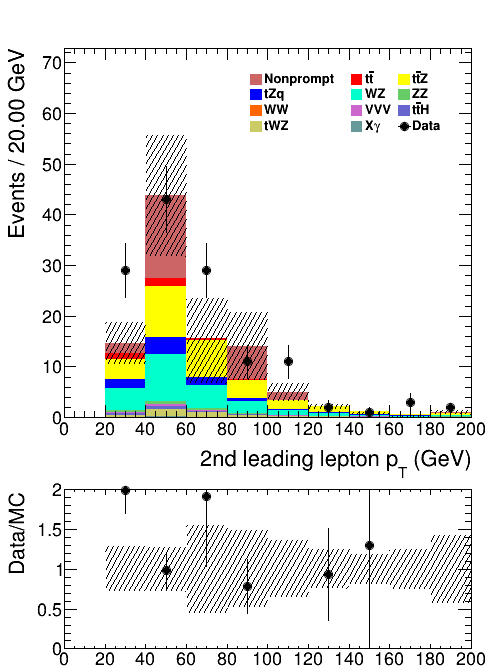 Events / 20.00 GeV
70
60
50
40
30
20
10
0
Nonprompt tt̄ tt̄Z
tZq WZ ZZ
WW VVV tt̄H
tWZ Xγ Data
0 20 40 60 80 100 120 140 160 180 200
2nd leading lepton p_T (GeV)
Data/MC
2
1.5
1
0.5
0
0 20 40 60 80 100 120 140 160 180 200